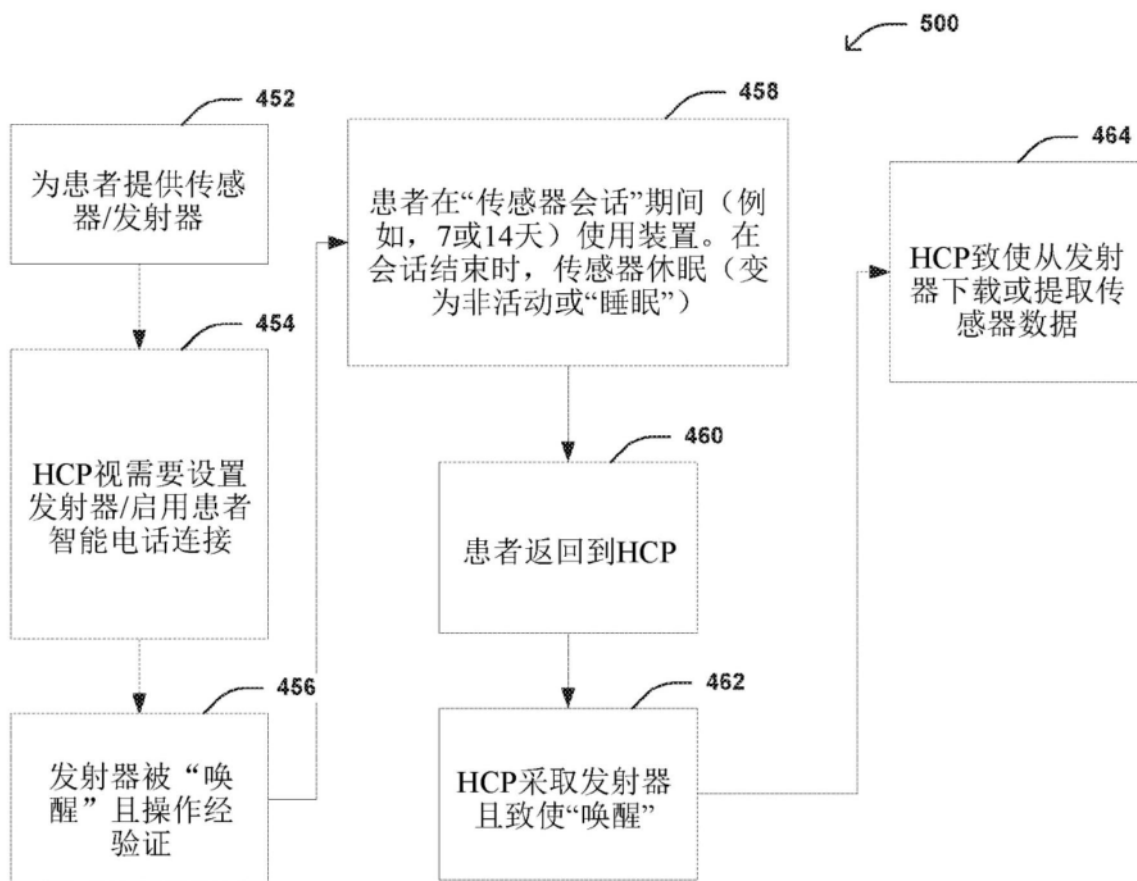 500
452
为患者提供传感
器/发射器
454
HCP视需要设置
发射器/启用患者
智能电话连接
456
发射器被“唤
醒”且操作经
验证
458
患者在“传感器会话”期间（例
如，7或14天）使用装置。在
会话结束时，传感器休眠（变
为非活动或“睡眠”）
460
患者返回到HCP
462
HCP采取发射器
且致使“唤醒”
464
HCP致使从发射
器下载或提取传
感器数据